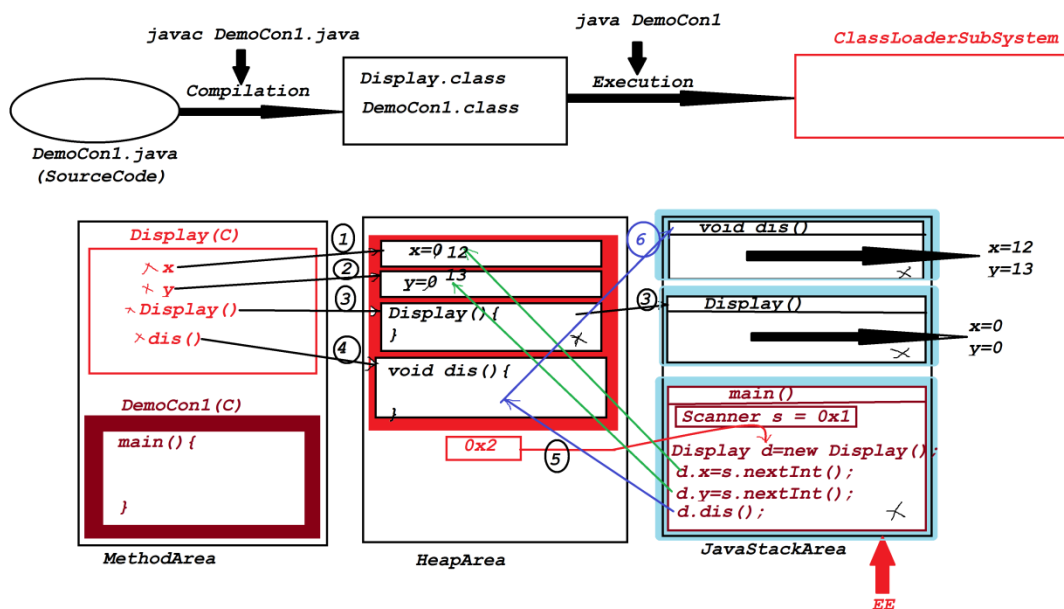 javac DemoCon1.java
java DemoCon1
ClassLoaderSubSystem
Compilation
Display.class
DemoCon1.class
Execution
DemoCon1.java
(SourceCode)
Display(C)
x
y
Display()
dis()
DemoCon1(C)
main(){
}
MethodArea
1
2
3
4
x=0 12
y=0 13
Display(){
}
void dis(){
}
0x2
5
HeapArea
6
void dis()
x=12
y=13
3
Display()
x=0
y=0
main()
Scanner s = 0x1
Display d=new Display();
d.x=s.nextInt();
d.y=s.nextInt();
d.dis();
JavaStackArea
EE